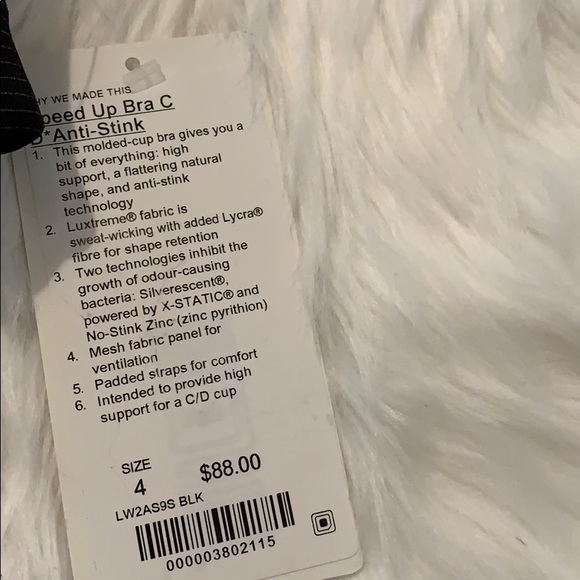 HY WE MADE THIS
peed Up Bra C
D*Anti-Stink
1. This molded-cup bra gives you a
bit of everything: high
support, a flattering natural
shape, and anti-stink
technology
2. Luxtreme® fabric is
sweat-wicking with added Lycra®
fibre for shape retention
3. Two technologies inhibit the
growth of odour-causing
bacteria: Silverescent®,
powered by X-STATIC® and
No-Stink Zinc (zinc pyrithion)
4. Mesh fabric panel for
ventilation
5. Padded straps for comfort
6. Intended to provide high
support for a C/D cup
SIZE
4
$88.00
LW2AS9S BLK
000003802115